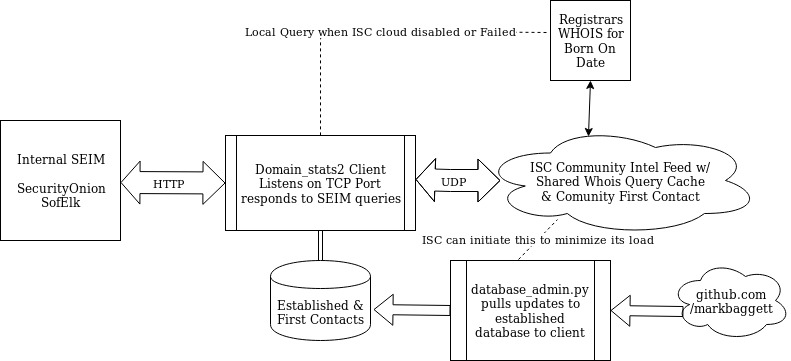 Registrars
WHOIS for
Born On
Date
Local Query when ISC cloud disabled or Failed
Internal SEIM
SecurityOnion
SofElk
HTTP
Domain_stats2 Client
Listens on TCP Port
responds to SEIM queries
UDP
ISC Community Intel Feed w/
Shared Whois Query Cache
& Comunity First Contact
ISC can initiate this to minimize its load
Established &
First Contacts
database_admin.py
pulls updates to
established
database to client
github.com
/markbaggett